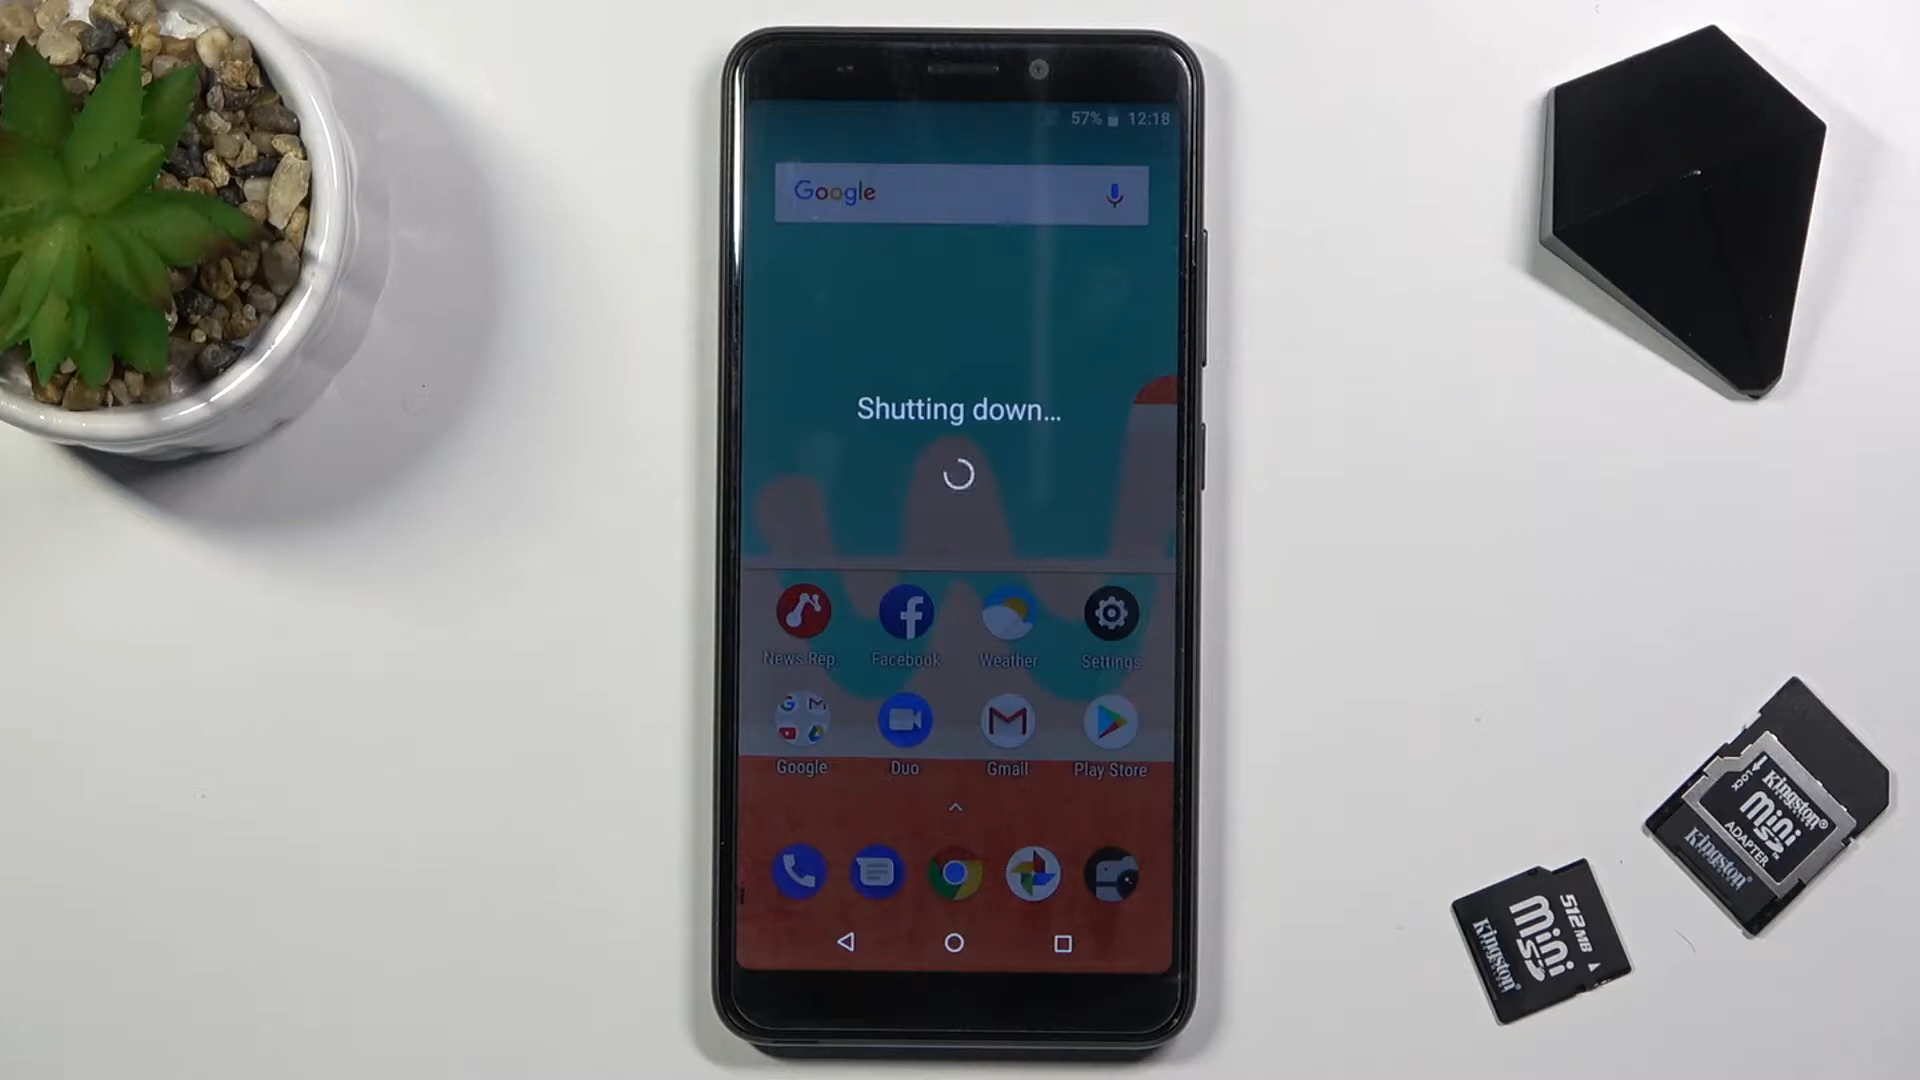 57% 12:18
Google
Shutting down...
News Rep.
Facebook
Weather
Settings
Google
Duo
Gmail
Play Store
LOCK
Kingston®
mini
SD
ADAPTER
Kingston
512MB
mini
SD
Kingston